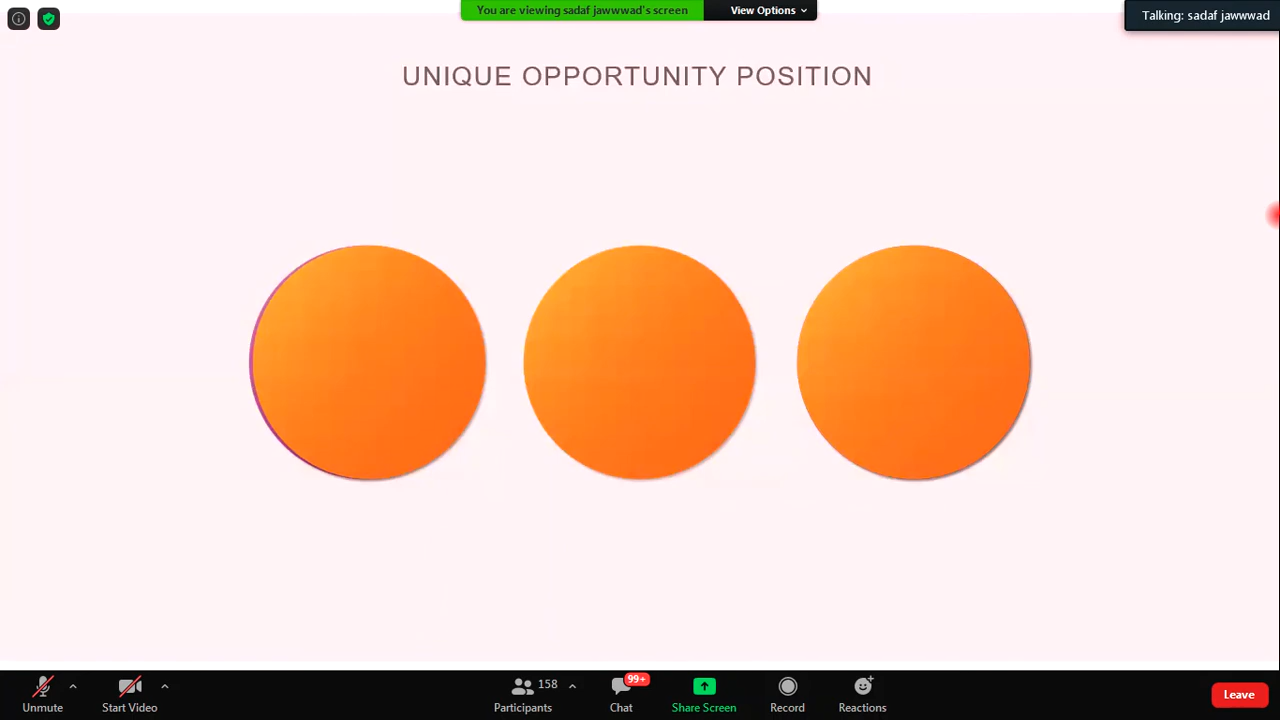 You are viewing sadaf jawwwad's screen
View Options
Talking: sadaf jawwwad
UNIQUE OPPORTUNITY POSITION
158
99+
Unmute
Start Video
Participants
Chat
Share Screen
Record
Reactions
Leave